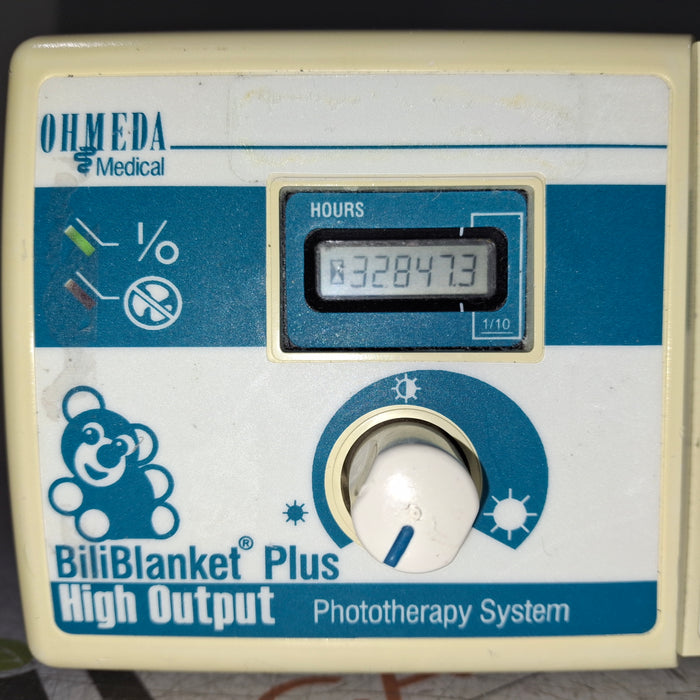 OHMEDA
Medical
HOURS
32847.3
1/10
I/O
BiliBlanket® Plus
High Output
Phototherapy System